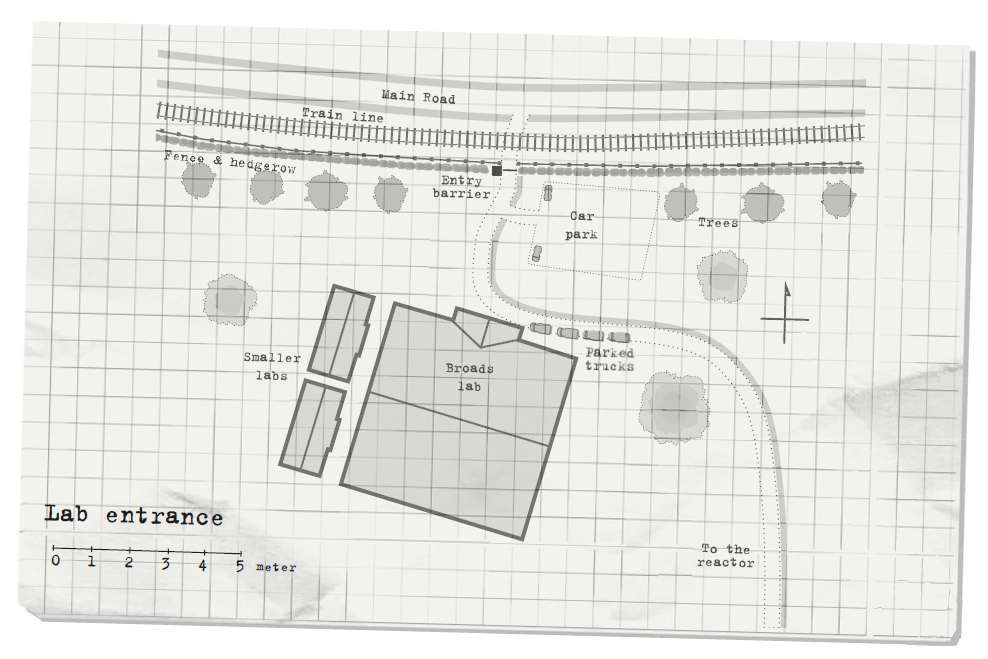 Main Road
Train line
Fence & hedgerow
Entry
barrier
Car
park
Trees
Smaller
labs
Broads
lab
Parked
trucks
Lab entrance
0 1 2 3 4 5 meter
To the
reactor